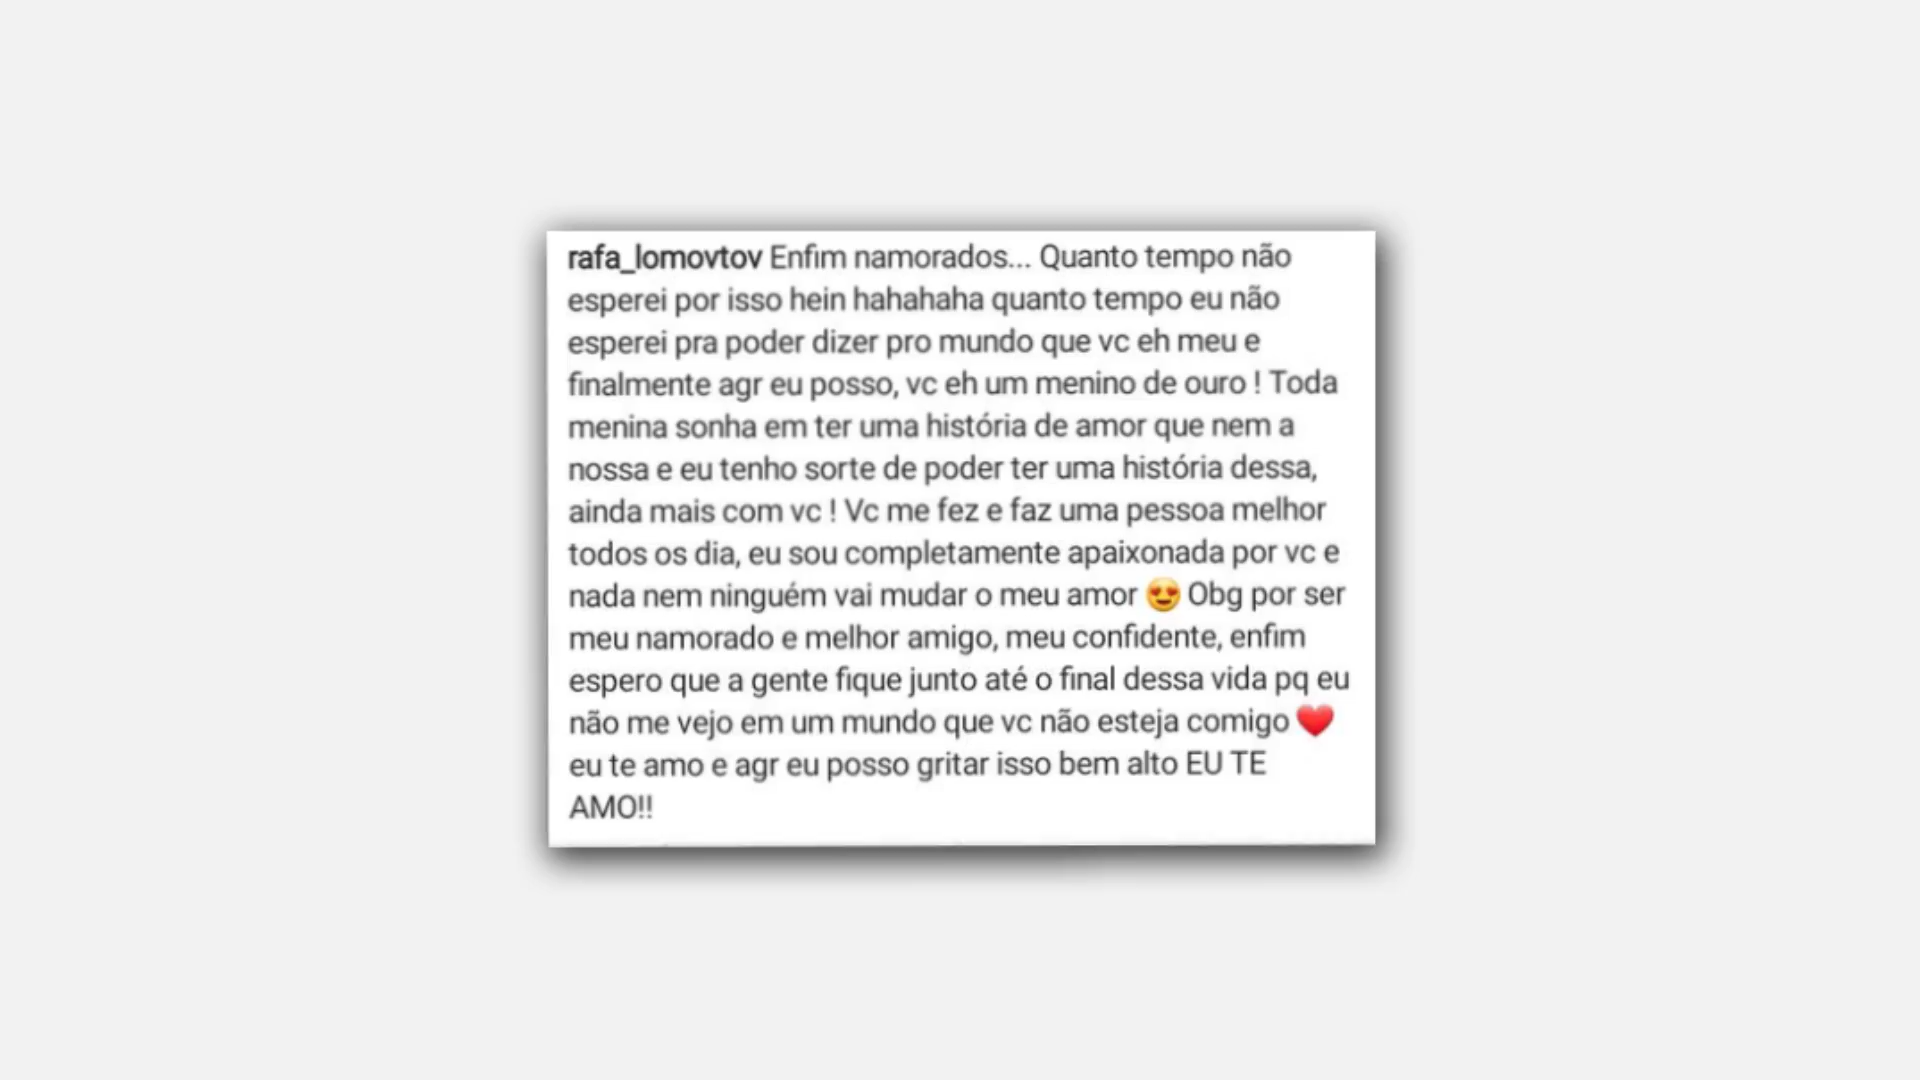 rafa_lomovtov Enfim namorados... Quanto tempo não
esperei por isso hein hahahaha quanto tempo eu não
esperei pra poder dizer pro mundo que vc eh meu e
finalmente agr eu posso, vc eh um menino de ouro ! Toda
menina sonha em ter uma história de amor que nem a
nossa e eu tenho sorte de poder ter uma história dessa,
ainda mais com vc ! Vc me fez e faz uma pessoa melhor
todos os dia, eu sou completamente apaixonada por vc e
nada nem ninguém vai mudar o meu amor 😍 Obg por ser
meu namorado e melhor amigo, meu confidente, enfim
espero que a gente fique junto até o final dessa vida pq eu
não me vejo em um mundo que vc não esteja comigo ❤️
eu te amo e agr eu posso gritar isso bem alto EU TE
AMO!!